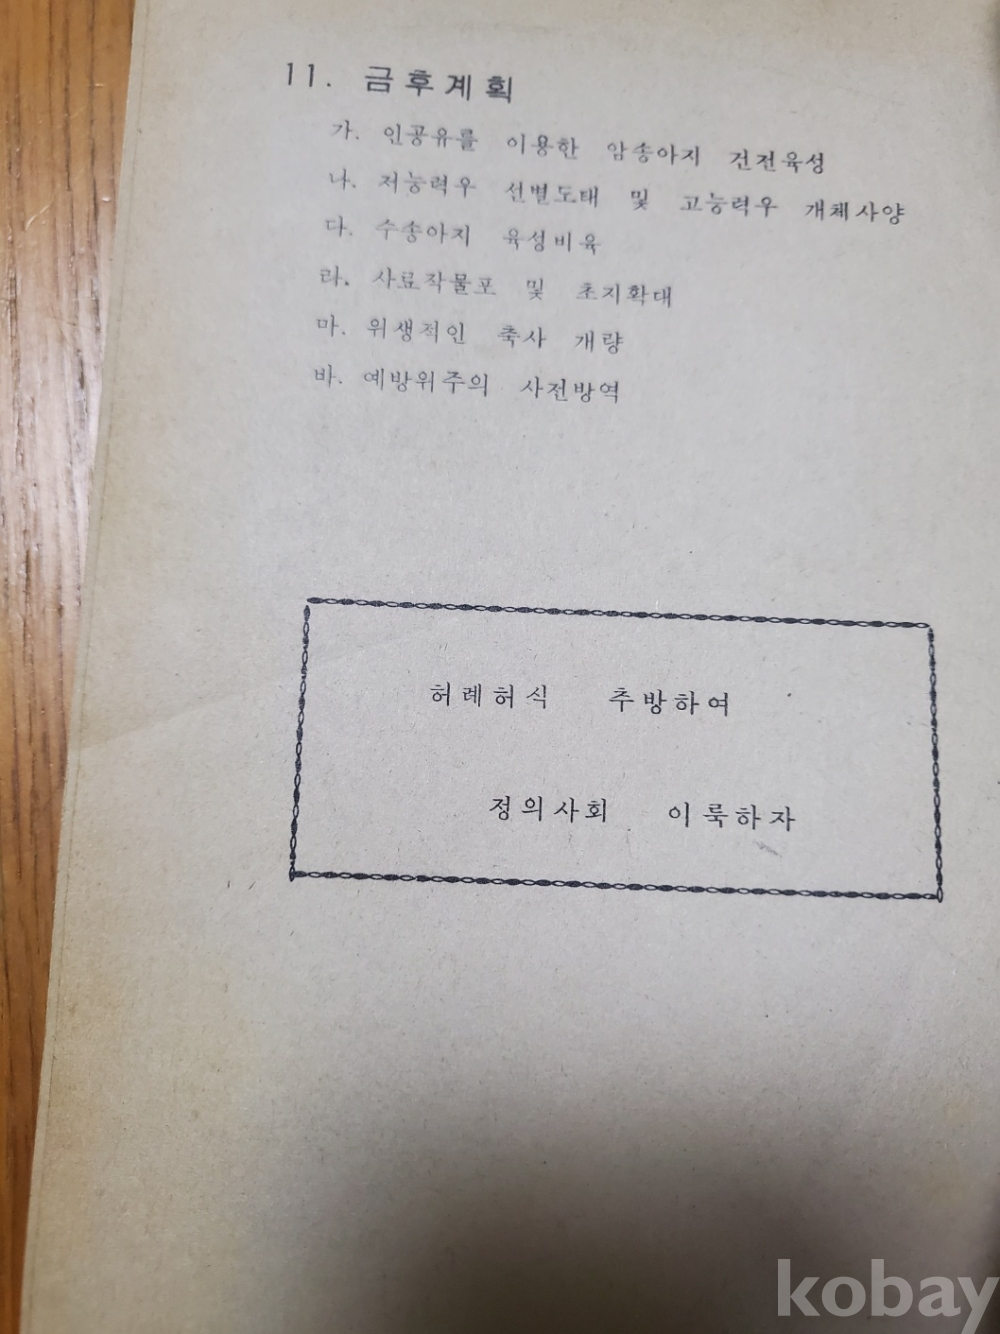 11. 금후계획
가. 인공유를 이용한 암송아지 건전육성
나. 저능력우 선별도태 및 고능력우 개체사양
다. 수송아지 육성비육
라. 사료작물포 및 초지확대
마. 위생적인 축사 개량
바. 예방위주의 사전방역
허례허식 추방하여
정의사회 이룩하자
kobay